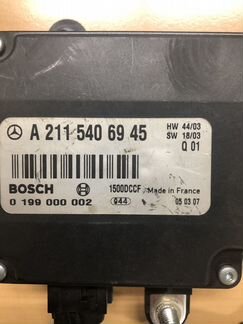 A 211 540 69 45
HW 44/03
SW 18/03
Q 01
BOSCH
1500DCCF
Made in France
0 199 000 002
G44
05 03 07